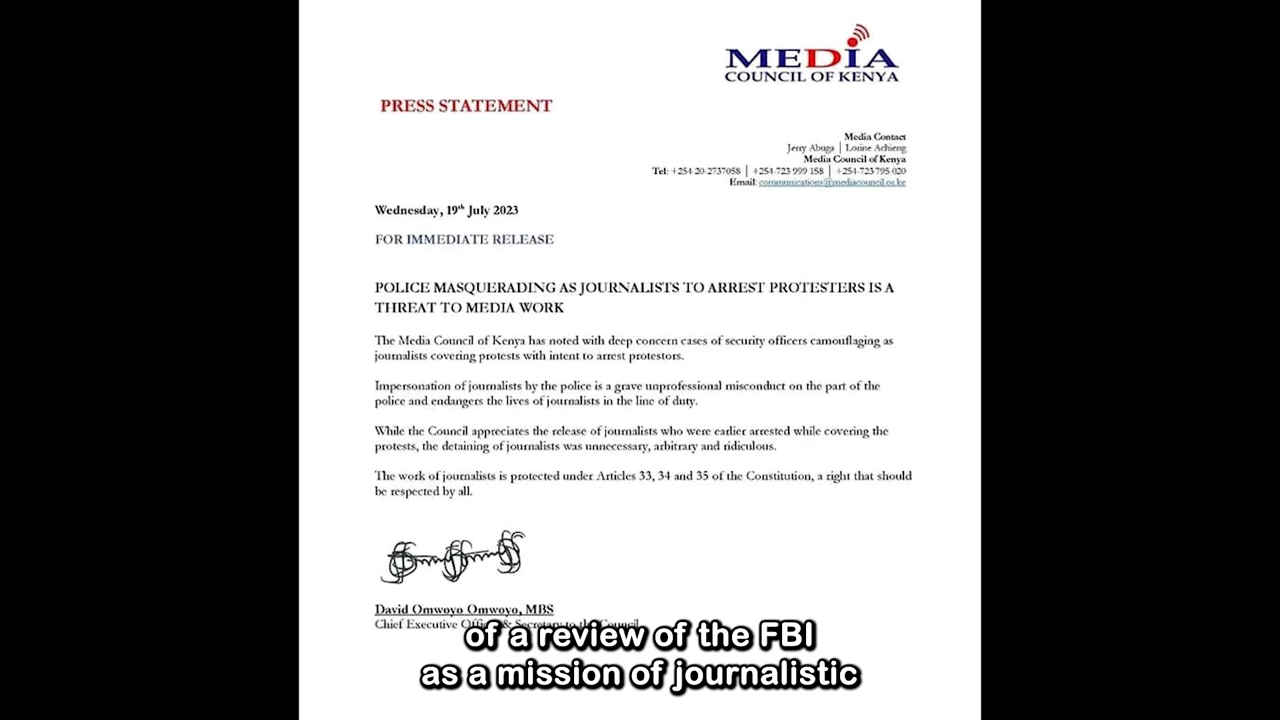 MEDIA
COUNCIL OF KENYA
PRESS STATEMENT
Media Contact
Jerry Abuga | Lorine Achieng
Media Council of Kenya
Tel: +254-20-2737058 | +254-723 999 158 | +254-723 795 020
Email: communications@mediacouncil.or.ke
Wednesday, 19th July 2023
FOR IMMEDIATE RELEASE
POLICE MASQUERADING AS JOURNALISTS TO ARREST PROTESTERS IS A
THREAT TO MEDIA WORK
The Media Council of Kenya has noted with deep concern cases of security officers camouflaging as
journalists covering protests with intent to arrest protestors.
Impersonation of journalists by the police is a grave unprofessional misconduct on the part of the
police and endangers the lives of journalists in the line of duty.
While the Council appreciates the release of journalists who were earlier arrested while covering the
protests, the detaining of journalists was unnecessary, arbitrary and ridiculous.
The work of journalists is protected under Articles 33, 34 and 35 of the Constitution, a right that should
be respected by all.
David Omwoyo Omwoyo, MBS
Chief Executive Officer & Secretary to the Council
of a review of the FBI
as a mission of journalistic